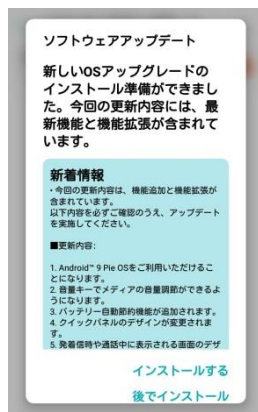 ソフトウェアアップデート
新しいOSアップグレードの
インストール準備ができまし
た。今回の更新内容には、最
新機能と機能拡張が含まれて
います。
新着情報
・今回の更新内容は、機能追加と機能拡張が
含まれています。
以下内容を必ずご確認のうえ、アップデート
を実施してください。
■更新内容:
1. Android™ 9 Pie OSをご利用いただけるこ
とになります。
2. 音量キーでメディアの音量調節ができるよ
うになります。
3. バッテリー自動節約機能が追加されます。
4. クイックパネルのデザインが変更されま
す。
5. 発着信時や通話中に表示される画面のデザ
インストールする
後でインストール